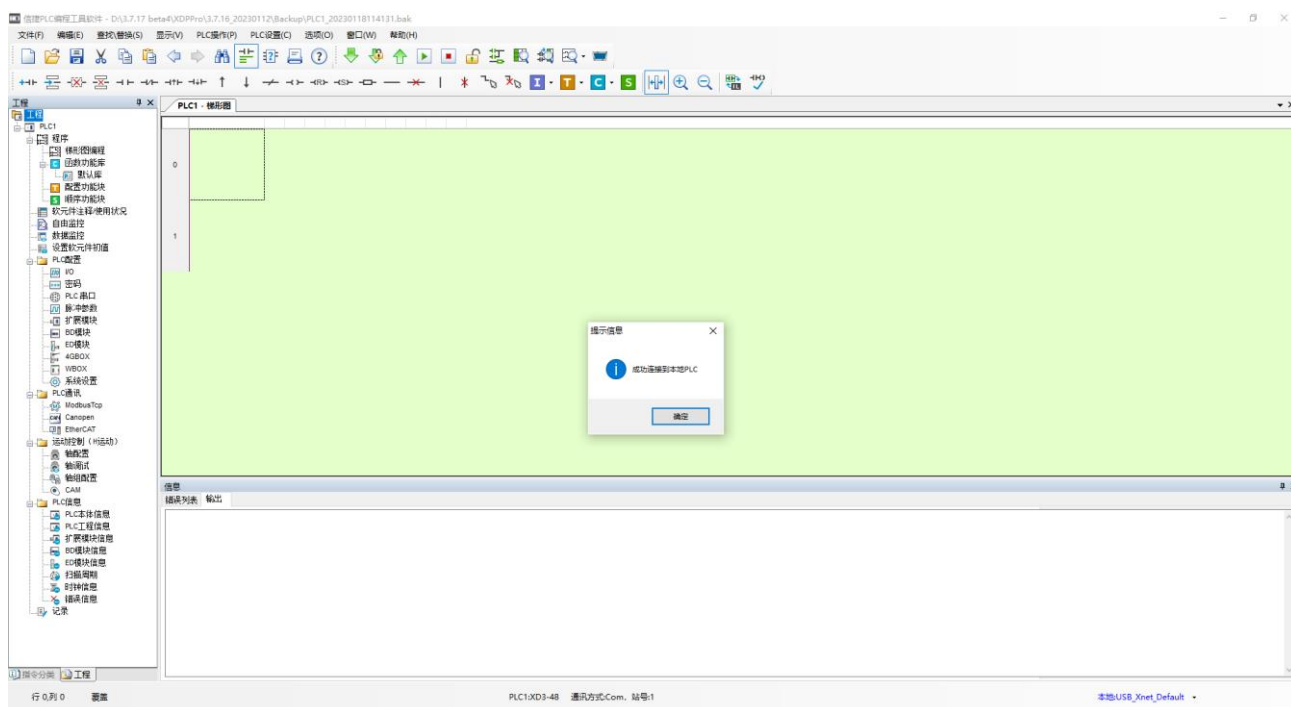 信捷PLC编程工具软件 - D:\3.7.17 beta4\XDPPro\3.7.16_20230112\Backup\PLC1_20230118114131.bak
文件(F) 编辑(E) 查找\替换(S) 显示(V) PLC操作(P) PLC设置(C) 选项(O) 窗口(W) 帮助(H)
工程
PLC1 - 梯形图
工程
PLC1
程序
梯形图编程
函数功能库
默认库
配置功能块
顺序功能块
软元件注释/使用状况
自由监控
数据监控
设置软元件初值
PLC配置
I/O
密码
PLC 串口
脉冲参数
扩展模块
BD模块
ED模块
4GBOX
WBOX
系统设置
PLC通讯
ModbusTcp
Canopen
EtherCAT
运动控制（H运动）
轴配置
轴调试
轴组配置
CAM
PLC信息
PLC本体信息
PLC工程信息
扩展模块信息
BD模块信息
ED模块信息
扫描周期
时钟信息
错误信息
记录
0
1
提示信息
成功连接到本地PLC
确定
信息
错误列表 输出
指令分类 工程
行 0,列 0 覆盖 PLC1:XD3-48 通讯方式:Com，站号:1 本地:USB_Xnet_Default